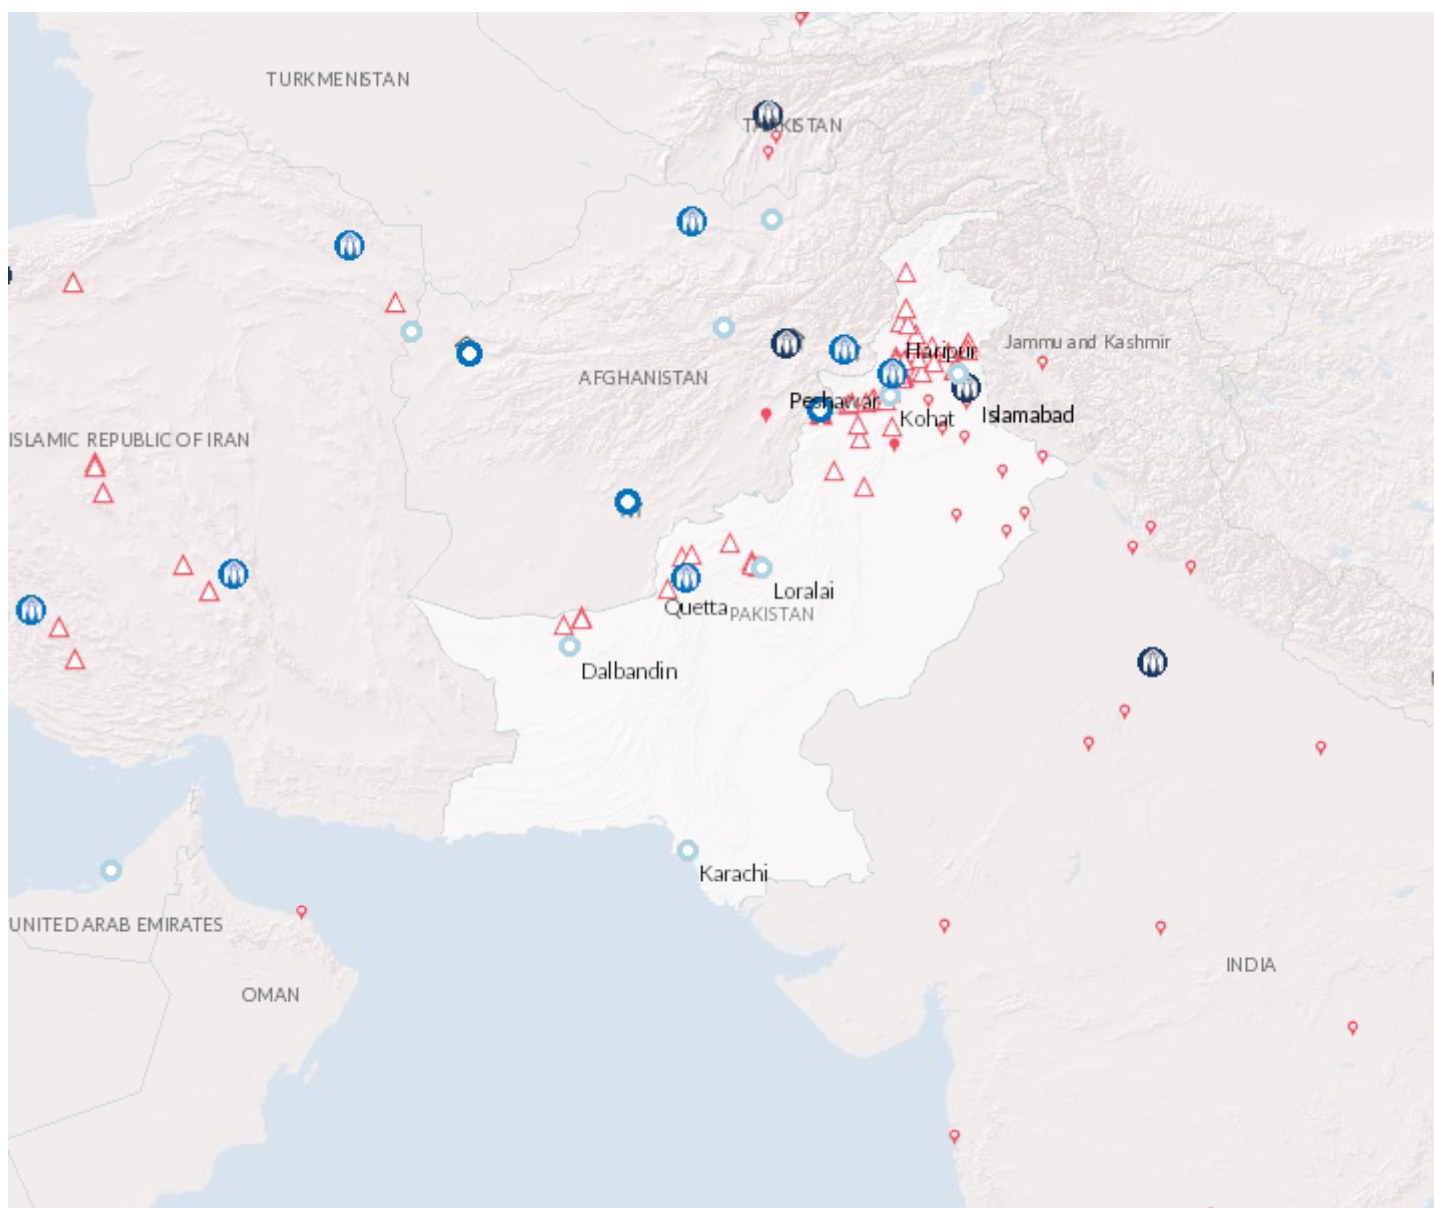 TURKMENISTAN
TAJIKISTAN
Jammu and Kashmir
Haripur
AFGHANISTAN
Peshawar
Kohat
Islamabad
ISLAMIC REPUBLIC OF IRAN
Loralai
Quetta
PAKISTAN
Dalbandin
Karachi
UNITED ARAB EMIRATES
INDIA
OMAN